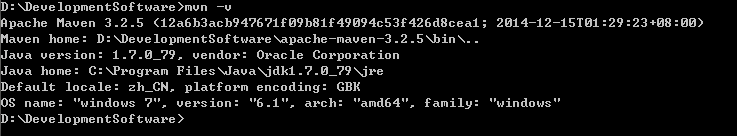 D:\DevelopmentSoftware>mvn -v
Apache Maven 3.2.5 (12a6b3acb947671f09b81f49094c53f426d8cea1; 2014-12-15T01:29:23+08:00)
Maven home: D:\DevelopmentSoftware\apache-maven-3.2.5\bin\..
Java version: 1.7.0_79, vendor: Oracle Corporation
Java home: C:\Program Files\Java\jdk1.7.0_79\jre
Default locale: zh_CN, platform encoding: GBK
OS name: "windows 7", version: "6.1", arch: "amd64", family: "windows"
D:\DevelopmentSoftware>